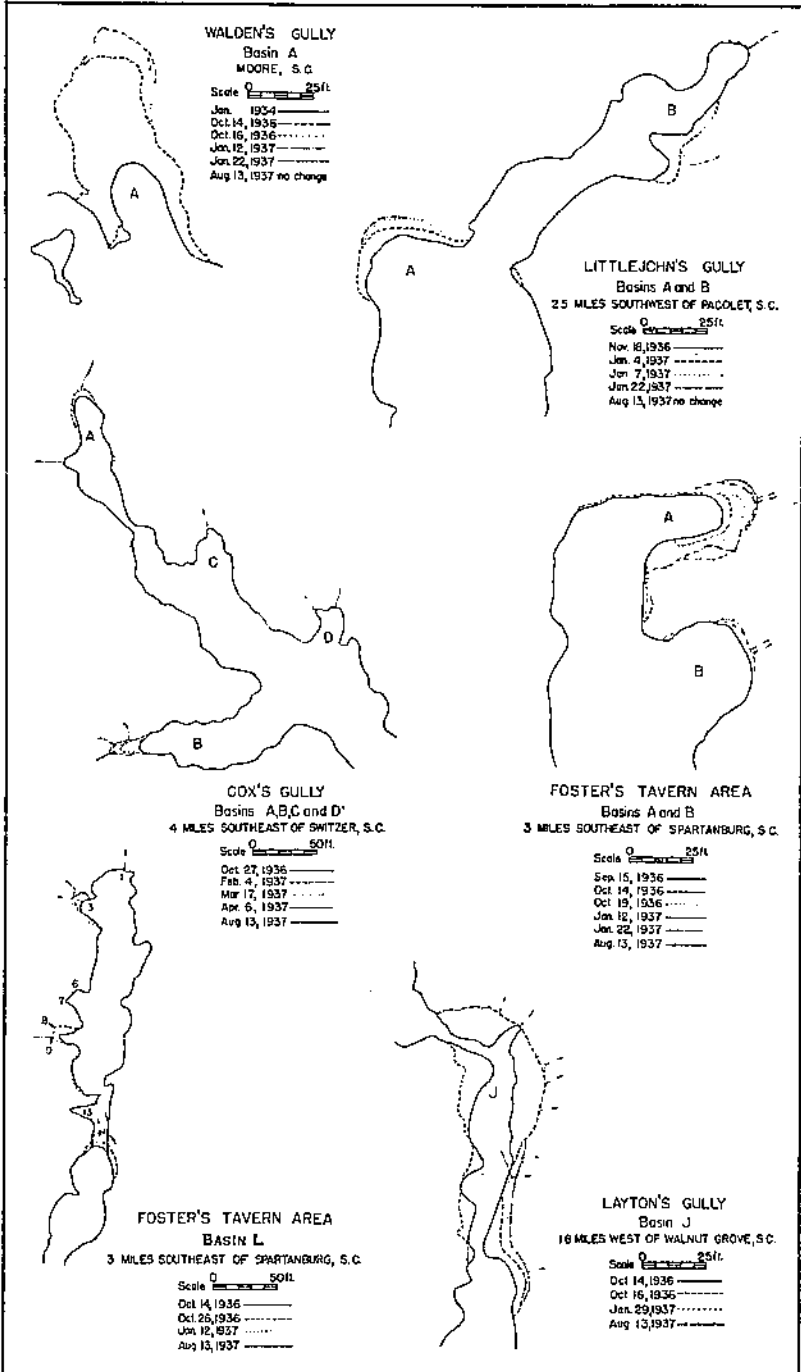 WALDEN'S GULLY
Basin A
MOORE, S.C.
Scale 0 25ft.
Jan. 1934
Oct. 14, 1936
Oct. 16, 1936
Jan. 12, 1937
Jan. 22, 1937
Aug 13, 1937 no change
A
B
A
LITTLEJOHN'S GULLY
Basins A and B
2.5 MILES SOUTHWEST OF PACOLET, S.C.
Scale 0 25ft.
Nov. 18, 1936
Jan. 4, 1937
Jan 7, 1937
Jan. 22, 1937
Aug 13, 1937 no change
A
C
D
B
COX'S GULLY
Basins A,B,C and D
4 MILES SOUTHEAST OF SWITZER, S.C.
Scale 0 50ft.
Oct 27, 1936
Feb. 4, 1937
Mar 17, 1937
Apr. 6, 1937
Aug 13, 1937
A
B
FOSTER'S TAVERN AREA
Basins A and B
3 MILES SOUTHEAST OF SPARTANBURG, S.C.
Scale 0 25ft.
Sep. 15, 1936
Oct 14, 1936
Oct 19, 1936
Jan. 12, 1937
Jan. 22, 1937
Aug. 13, 1937
1
3
6
7
8
9
13
FOSTER'S TAVERN AREA
BASIN L
3 MILES SOUTHEAST OF SPARTANBURG, S.C.
Scale 0 50ft.
Oct 14, 1936
Oct. 26, 1936
Jan 12, 1937
Aug 13, 1937
J
LAYTON'S GULLY
Basin J
1.6 MILES WEST OF WALNUT GROVE, S.C.
Scale 0 25ft.
Oct 14, 1936
Oct 16, 1936
Jan. 29, 1937
Aug 13, 1937